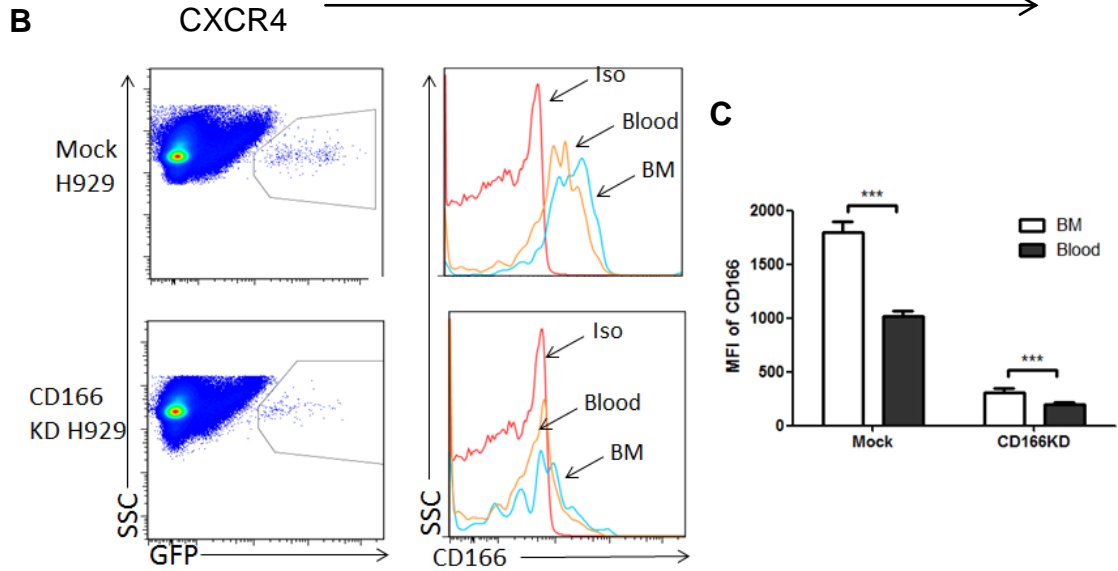 B
CXCR4
Mock
H929
Iso
Blood
BM
CD166
KD H929
Iso
Blood
BM
SSC
GFP
SSC
CD166
C
MFI of CD166
2000
1500
1000
500
0
***
***
BM
Blood
Mock
CD166KD